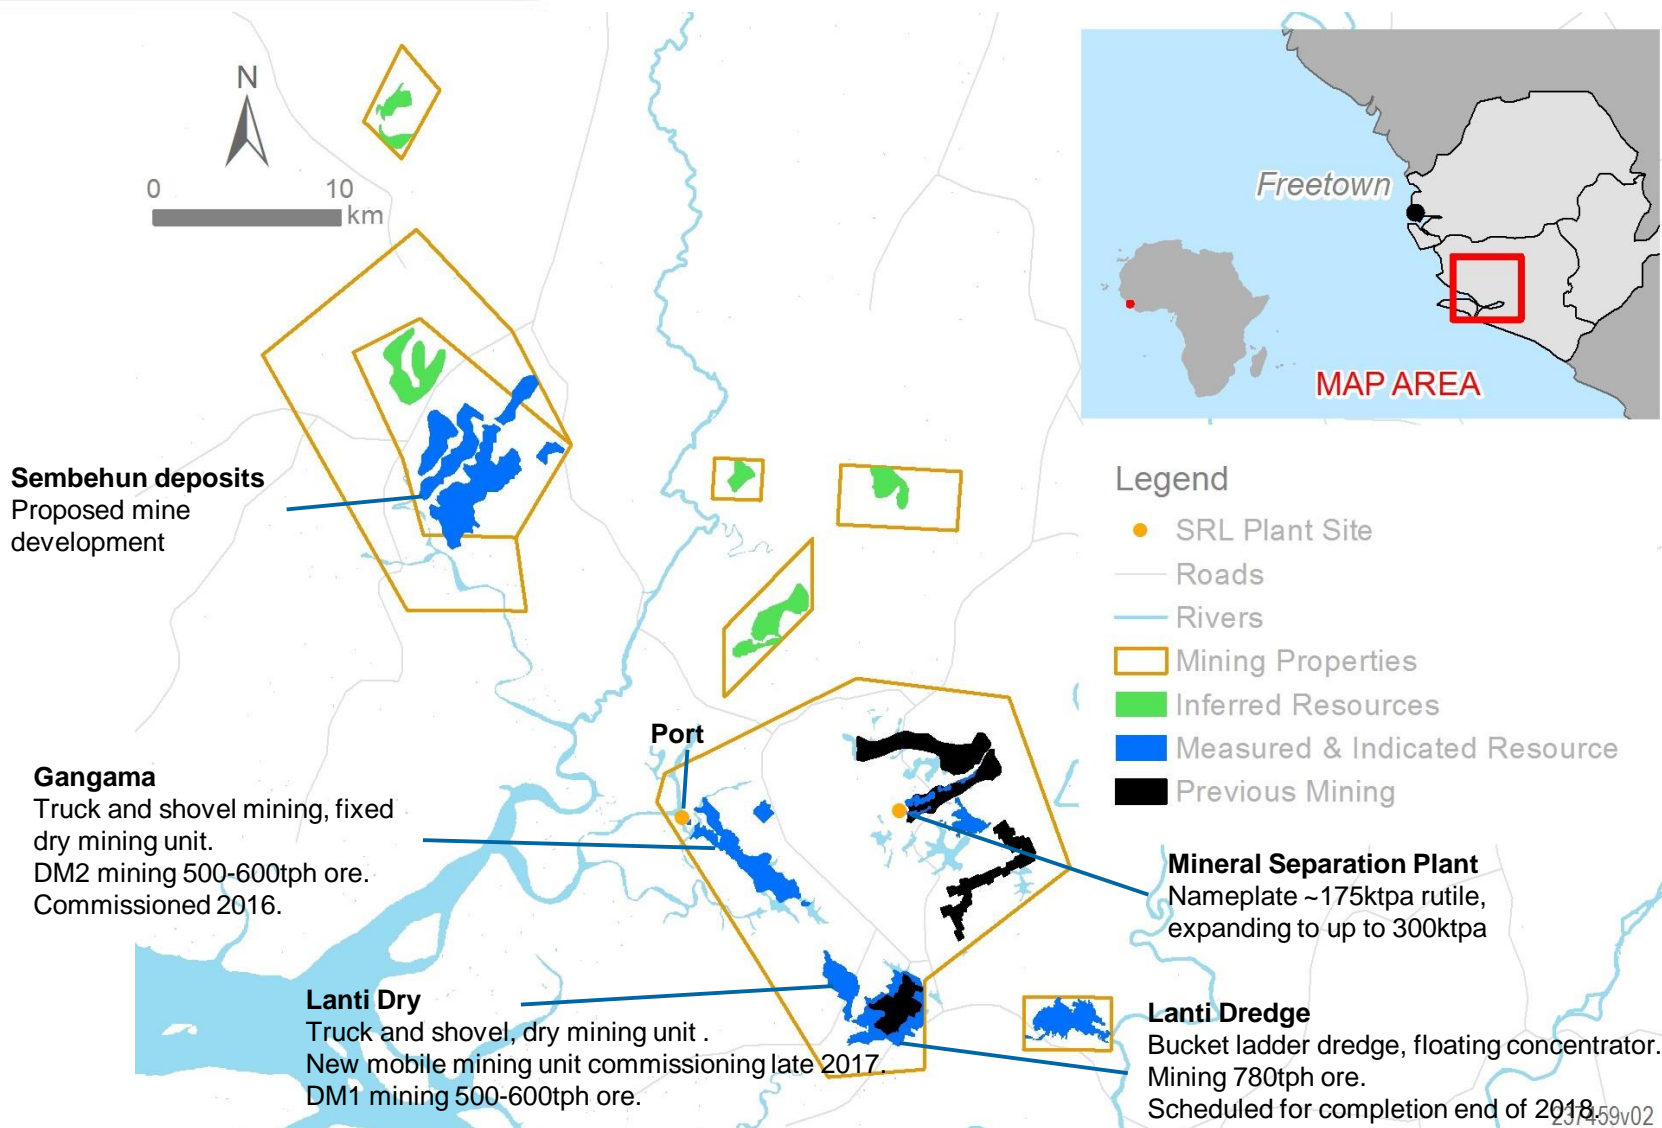 N
0 10
km
Freetown
MAP AREA
Sembehun deposits
Proposed mine
development
Legend
SRL Plant Site
Roads
Rivers
Mining Properties
Inferred Resources
Measured & Indicated Resource
Previous Mining
Port
Gangama
Truck and shovel mining, fixed
dry mining unit.
DM2 mining 500-600tph ore.
Commissioned 2016.
Mineral Separation Plant
Nameplate ~175ktpa rutile,
expanding to up to 300ktpa
Lanti Dry
Truck and shovel, dry mining unit .
New mobile mining unit commissioning late 2017.
DM1 mining 500-600tph ore.
Lanti Dredge
Bucket ladder dredge, floating concentrator.
Mining 780tph ore.
Scheduled for completion end of 2018.
237459v02